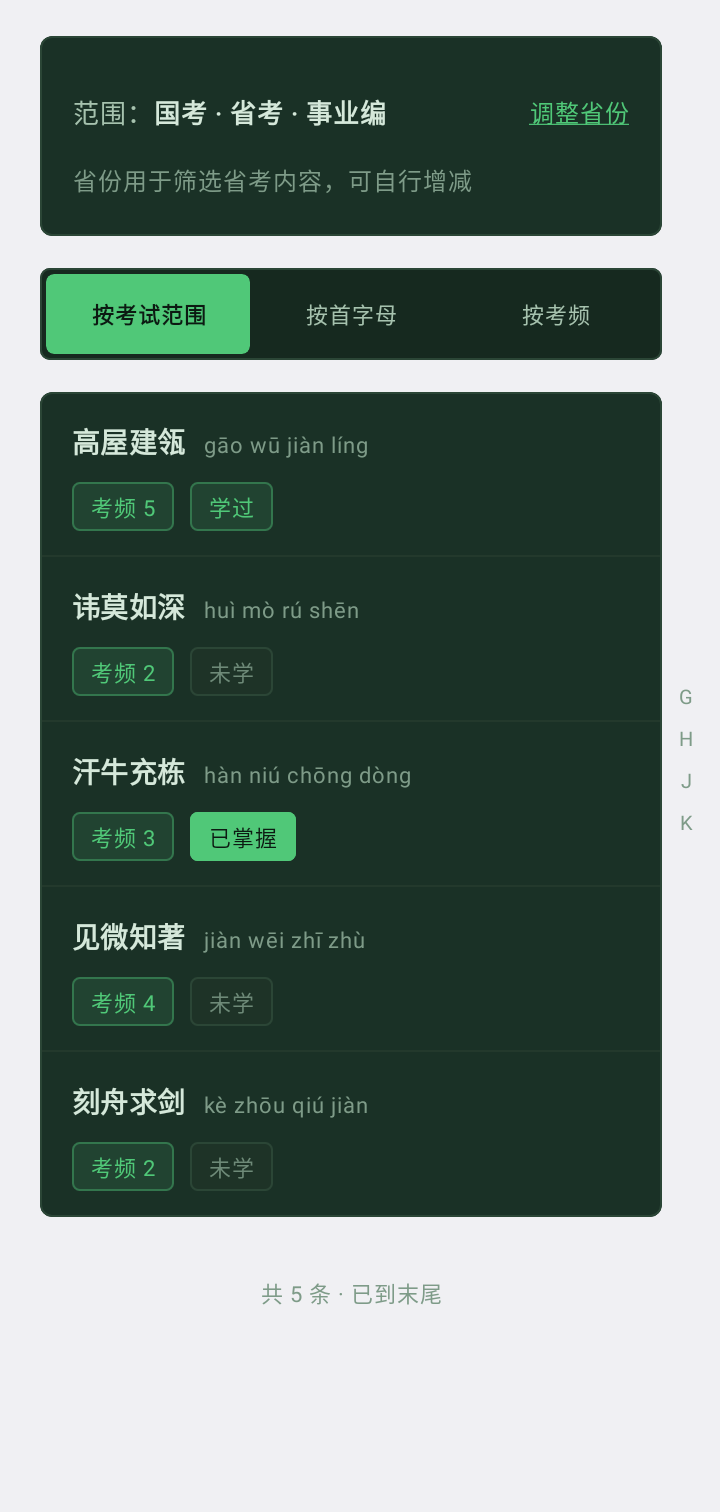 范围：国考 · 省考 · 事业编 调整省份
省份用于筛选省考内容，可自行增减
按考试范围 按首字母 按考频
高屋建瓴 gāo wū jiàn líng
考频 5 学过
讳莫如深 huì mò rú shēn
考频 2 未学
汗牛充栋 hàn niú chōng dòng
考频 3 已掌握
见微知著 jiàn wēi zhī zhù
考频 4 未学
刻舟求剑 kè zhōu qiú jiàn
考频 2 未学
G
H
J
K
共 5 条 · 已到末尾